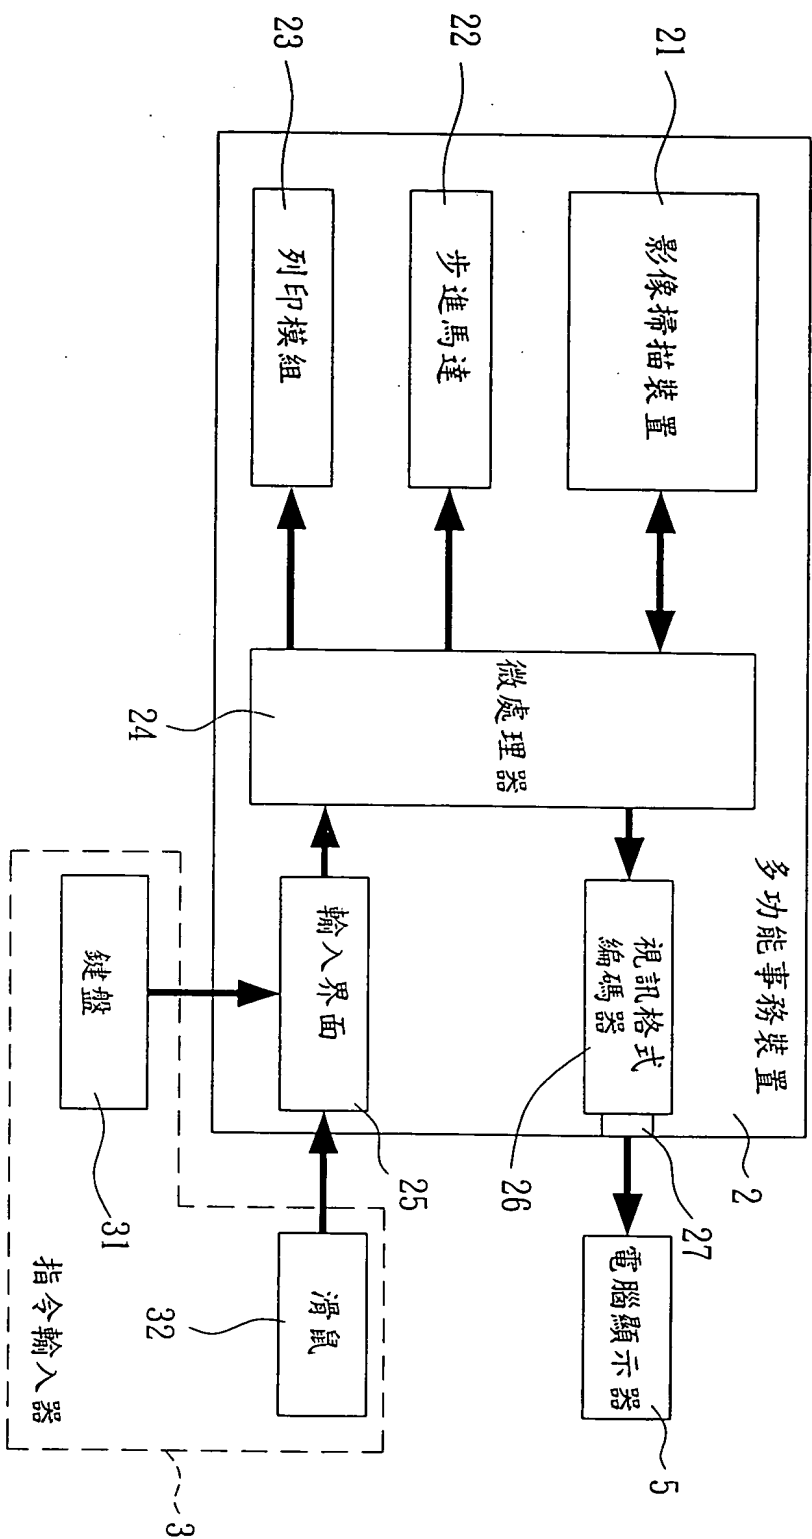 21
22
23
影像掃描裝置
步進馬達
列印模組
微處理器
24
多功能事務裝置
2
視訊格式
編碼器
26
27
輸入界面
25
鍵盤
31
滑鼠
32
電腦顯示器
5
指令輸入器
3